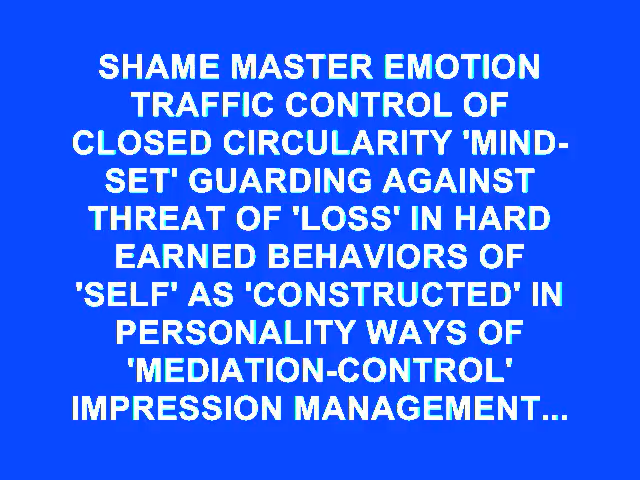 SHAME MASTER EMOTION
TRAFFIC CONTROL OF
CLOSED CIRCULARITY 'MIND-
SET' GUARDING AGAINST
THREAT OF 'LOSS' IN HARD
EARNED BEHAVIORS OF
'SELF' AS 'CONSTRUCTED' IN
PERSONALITY WAYS OF
'MEDIATION-CONTROL'
IMPRESSION MANAGEMENT...